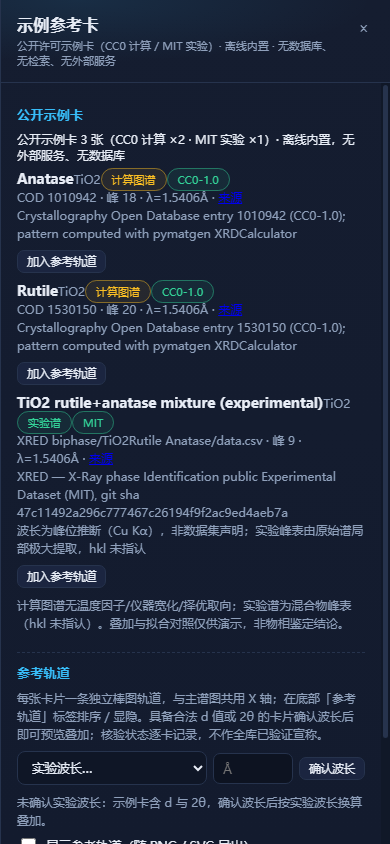 示例参考卡
×
公开许可示例卡（CC0 计算 / MIT 实验）· 离线内置 · 无数据库、
无检索、无外部服务
公开示例卡
公开示例卡 3 张（CC0 计算 ×2 · MIT 实验 ×1）· 离线内置，无
外部服务、无数据库
AnataseTiO2 计算图谱 CC0-1.0
COD 1010942 · 峰 18 · λ=1.5406Å ·
Crystallography Open Database entry 1010942 (CC0-1.0);
pattern computed with pymatgen XRDCalculator
加入参考轨道
RutileTiO2 计算图谱 CC0-1.0
COD 1530150 · 峰 20 · λ=1.5406Å ·
Crystallography Open Database entry 1530150 (CC0-1.0);
pattern computed with pymatgen XRDCalculator
加入参考轨道
TiO2 rutile+anatase mixture (experimental)TiO2
实验谱 MIT
XRED biphase/TiO2Rutile Anatase/data.csv · 峰 9 ·
λ=1.5406Å ·
XRED — X-Ray phase Identification public Experimental
Dataset (MIT), git sha
47c11492a296c777467c26194f9f2ac9ed4aeb7a
波长为峰位推断（Cu Kα），非数据集声明；实验峰表由原始谱局
部极大提取，hkl 未指认
加入参考轨道
计算图谱无温度因子/仪器宽化/择优取向；实验谱为混合物峰表
（hkl 未指认）。叠加与拟合对照仅供演示，非物相鉴定结论。
参考轨道
每张卡片一条独立棒图轨道，与主谱图共用 X 轴；在底部「参考
轨道」标签排序 / 显隐。具备合法 d 值或 2θ 的卡片确认波长后
即可预览叠加；核验状态逐卡记录，不作全库已验证宣称。
实验波长... Å 确认波长
未确认实验波长：示例卡含 d 与 2θ，确认波长后按实验波长换算
叠加。
显示参考轨道（随 PNG / SVG 导出）